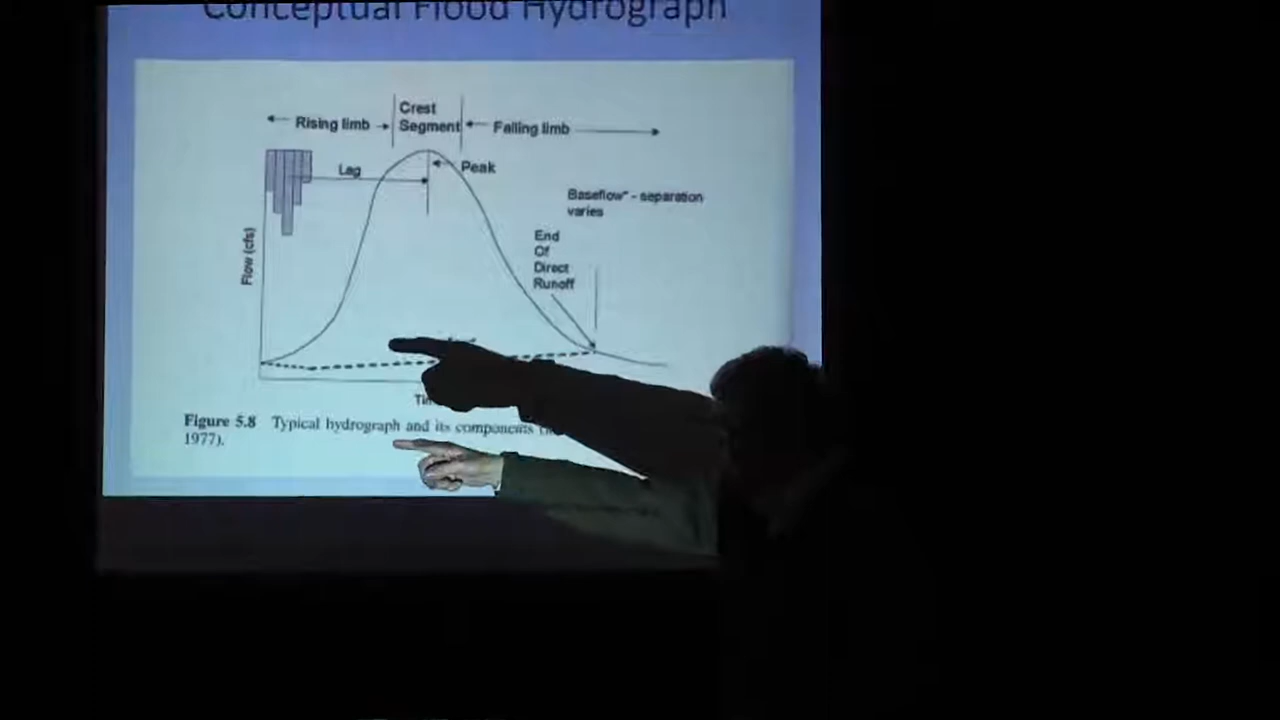 Conceptual Flood Hydrograph
Crest
Rising limb
Segment
Falling limb
Lag
Peak
Baseflow* - separation
varies
End
Of
Direct
Runoff
Flow (cfs)
Figure 5.8 Typical hydrograph and its components
1977).